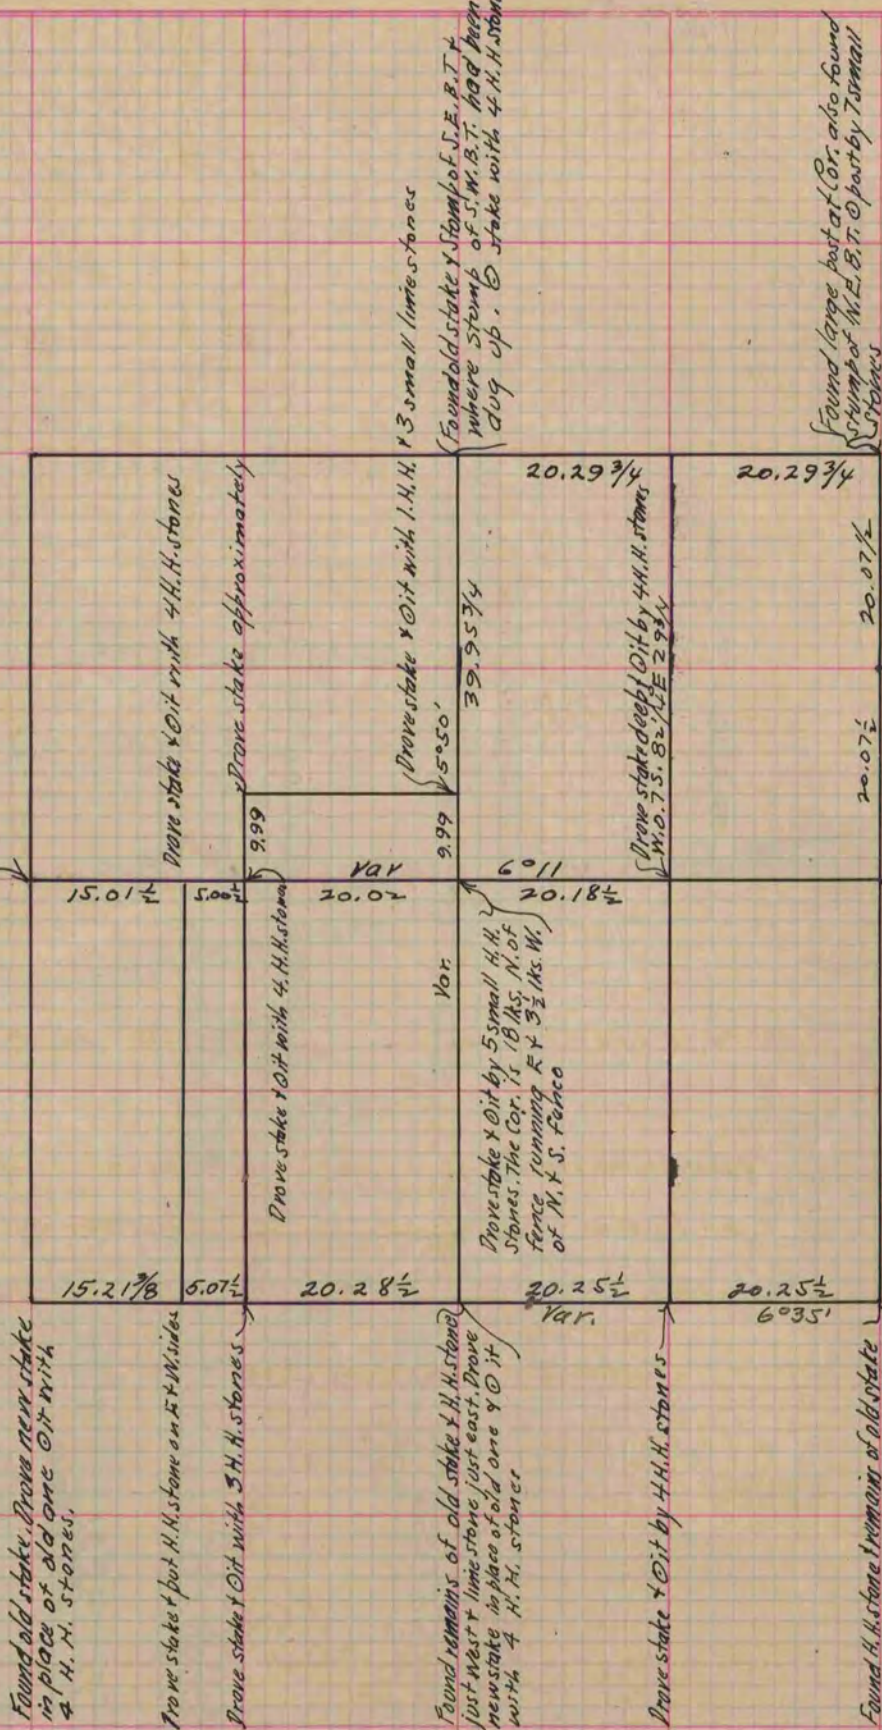 Found old stake. Drove new stake
in place of old one ⊙ it with
4 H.H. stones.
Drove stake & put H.H. stone on E & W. sides
Drove stake & ⊙ it with 3 H.H. stones
Found remains of old stake & H.H. stone
just west & lime stone just east. Drove
new stake in place of old one & ⊙ it
with 4 H.H. stones
Drove stake & ⊙ it by 4 H.H. stones
Found H.H. stone & remains of old stake
15.21 3/8
5.07 1/2
20.28 1/2
20.25 1/2
Var.
20.25 1/2
6°35'
Drove stake & ⊙ it with 4 H.H. stones
Drove stake & ⊙ it by 5 small H.H.
stones. The Cor. is 18 lks. N. of
fence running E & 3 1/2 lks. W.
of N. & S. fence
15.01 1/2
5.00 1/2
20.02
Var.
Var
20.18 1/2
6°11
9.99
9.99
5°50'
39.95 3/4
Drove stake & ⊙ it with 4 H.H. stones
Drove stake approximately
Drove stake & ⊙ it with 1 H.H. & 3 small limestones
Drove stake deep & ⊙ it by 4 H.H. stones
W.O. 7 S. 82 1/4 E 29 3/4
20.29 3/4
20.29 3/4
20.07 1/2
20.07 1/2
Found old stake & stump of S.E.B.T. &
where stump of S.W.B.T. had been
dug up. ⊙ stake with 4 H.H. ston
Found large post at Cor. also found
stump of N.E.B.T. ⊙ post by 7 small
stones